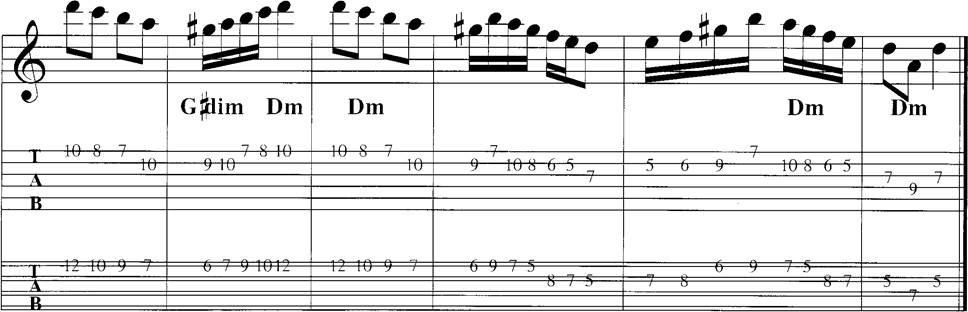 G♯dim Dm Dm Dm Dm
10 8 7 7 8 10 10 8 7 7 7
T 10 9 10 10 9 10 8 6 5 5 6 9 10 8 6 5
A 7 7 7
9
B
T 12 10 9 7 6 7 9 10 12 12 10 9 7 6 9 7 5 6 9 7 5
A 8 7 5 7 8 8 7 5 5
7
B